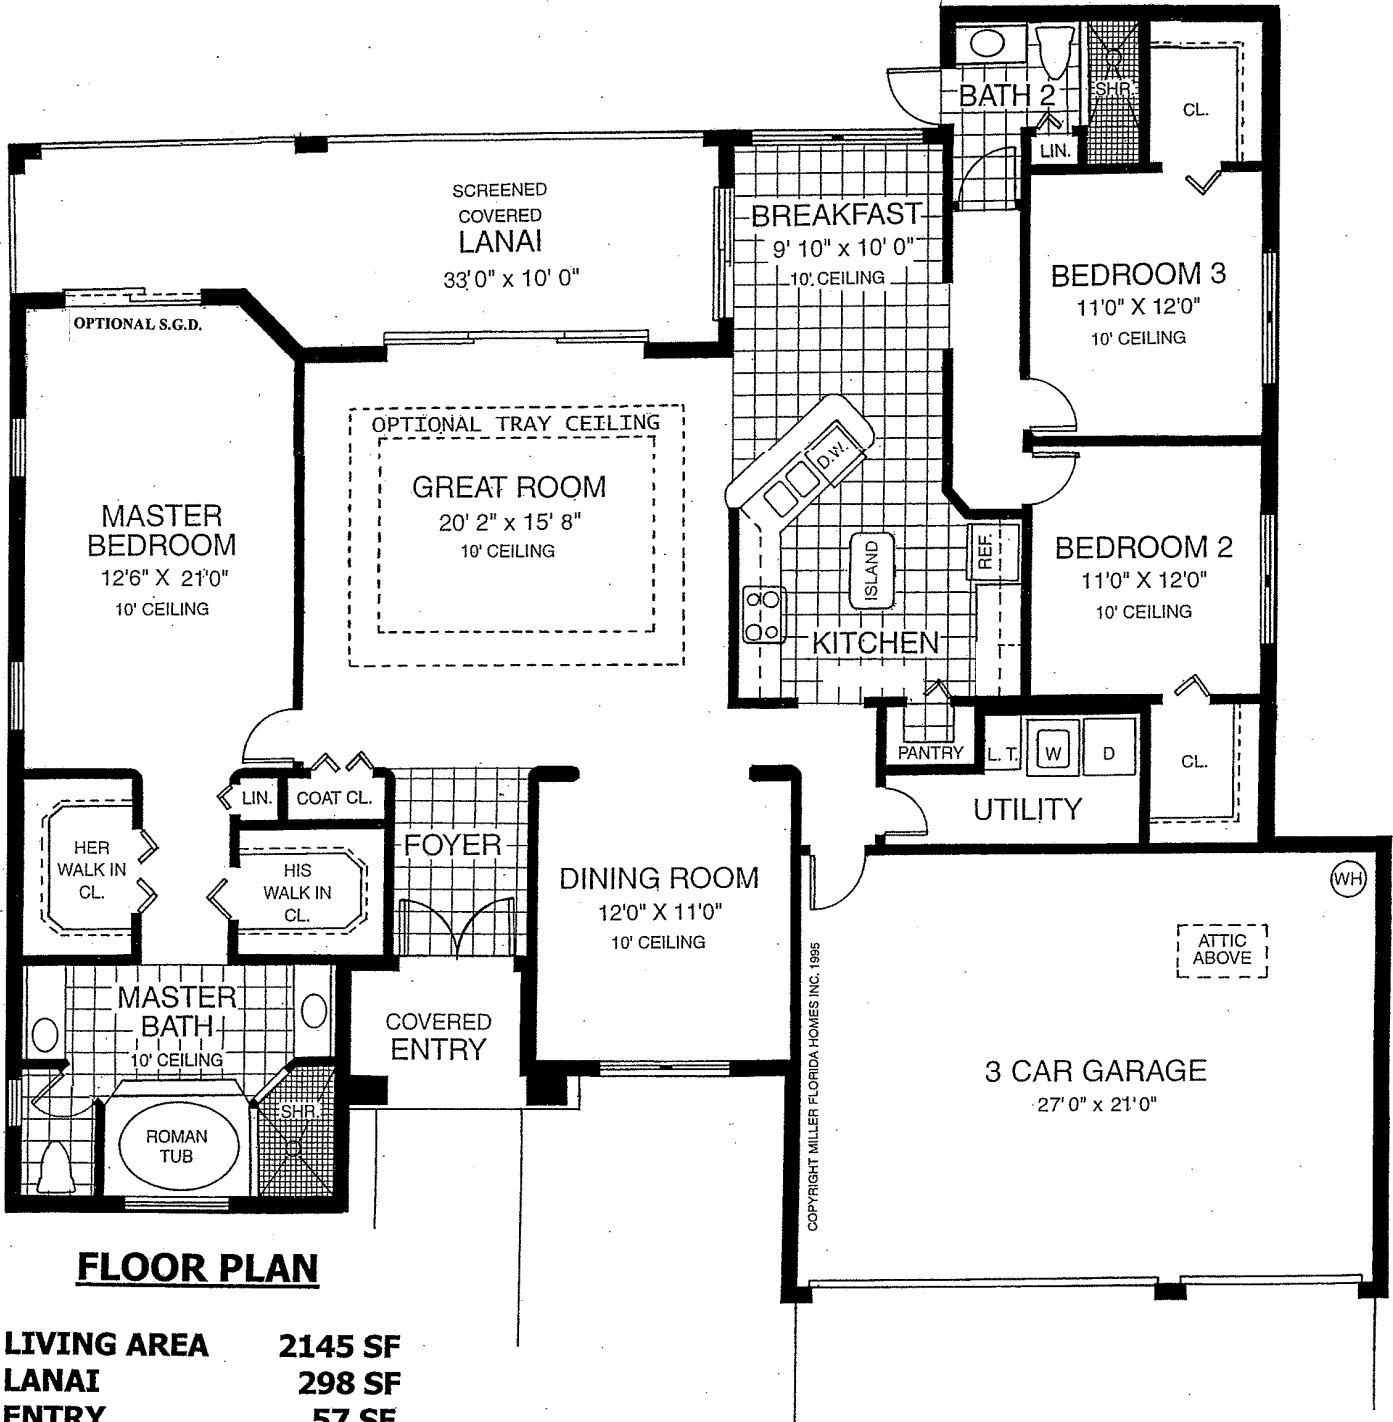 BATH 2
SHR.
LIN.
CL.
SCREENED
COVERED
LANAI
33'0" x 10' 0"
BREAKFAST
9' 10" x 10' 0"
10' CEILING
BEDROOM 3
11'0" X 12'0"
10' CEILING
OPTIONAL S.G.D.
OPTIONAL TRAY CEILING
GREAT ROOM
20' 2" x 15' 8"
10' CEILING
D.W.
MASTER
BEDROOM
12'6" X 21'0"
10' CEILING
ISLAND
REF.
KITCHEN
BEDROOM 2
11'0" X 12'0"
10' CEILING
PANTRY
L. T.
W
D
CL.
UTILITY
LIN.
COAT CL.
HER
WALK IN
CL.
HIS
WALK IN
CL.
FOYER
DINING ROOM
12'0" X 11'0"
10' CEILING
WH
ATTIC
ABOVE
MASTER
BATH
10' CEILING
COVERED
ENTRY
3 CAR GARAGE
27'0" x 21'0"
COPYRIGHT MILLER FLORIDA HOMES INC. 1995
SHR.
ROMAN
TUB
FLOOR PLAN
LIVING AREA 2145 SF
LANAI 298 SF
ENTRY 57 SF